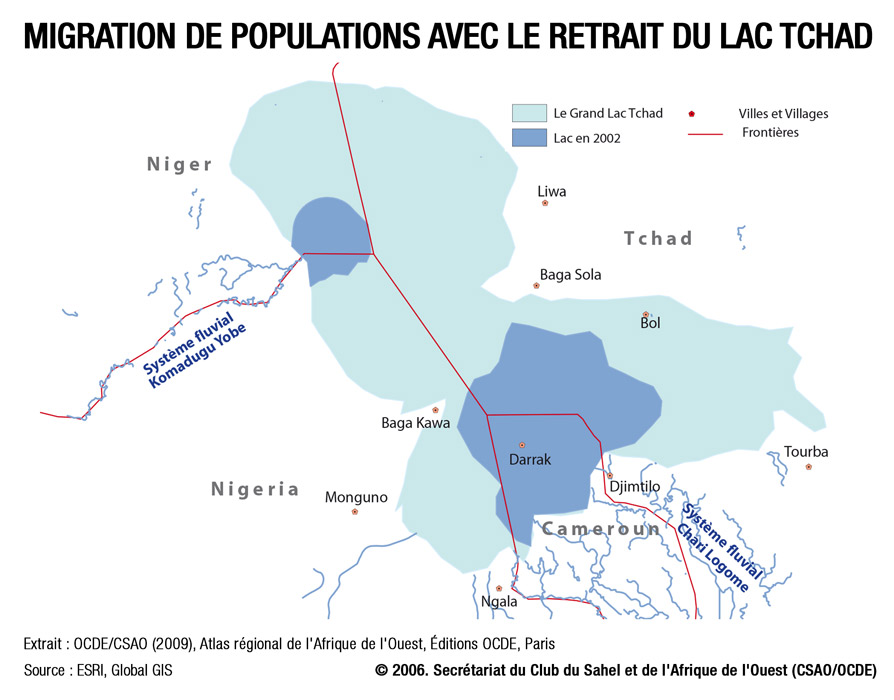 MIGRATION DE POPULATIONS AVEC LE RETRAIT DU LAC TCHAD
Le Grand Lac Tchad
Villes et Villages
Lac en 2002
Frontières
Niger
Liwa
Tchad
Baga Sola
Bol
Système fluvial
Komadugu Yobe
Baga Kawa
Darrak
Tourba
Nigeria
Monguno
Djimtilo
Cameroun
Système fluvial
Chari Logome
Ngala
Extrait : OCDE/CSAO (2009), Atlas régional de l'Afrique de l'Ouest, Éditions OCDE, Paris
Source : ESRI, Global GIS
© 2006. Secrétariat du Club du Sahel et de l'Afrique de l'Ouest (CSAO/OCDE)